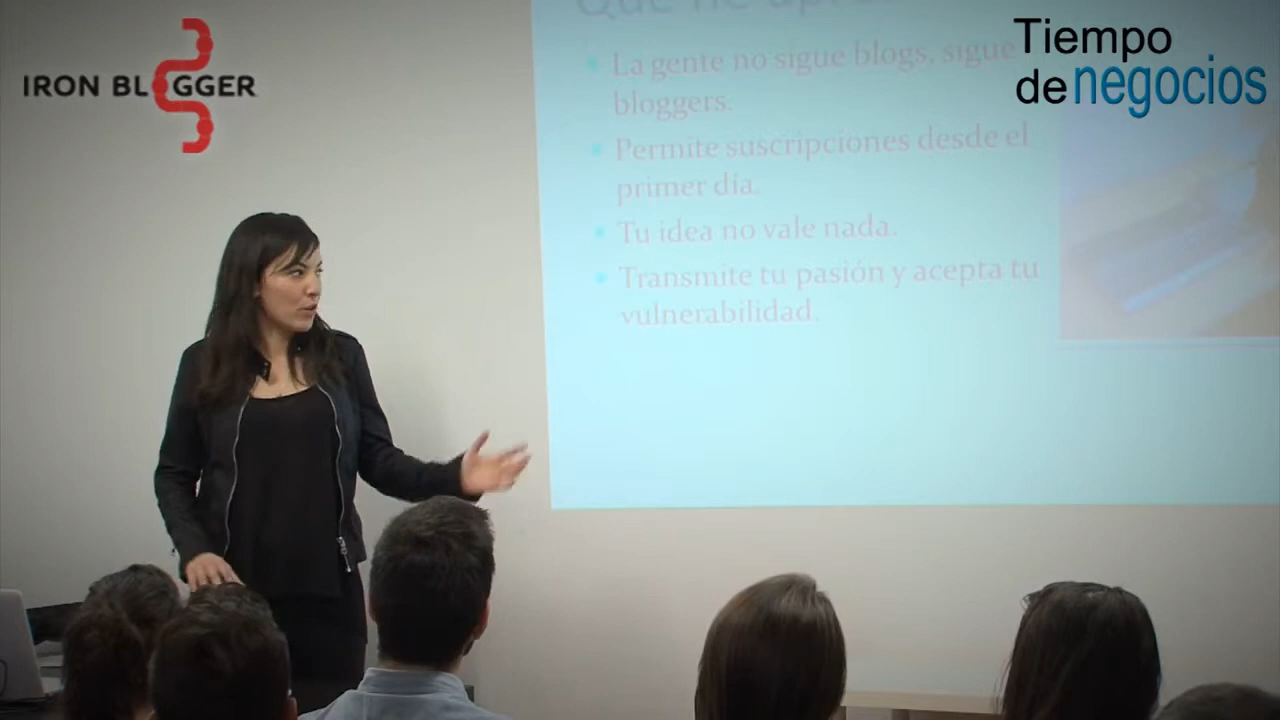 IRON BLOGGER
Tiempo
de negocios
La gente no sigue blogs, sigue
bloggers.
Permite suscripciones desde el
primer día.
Tu idea no vale nada.
Transmite tu pasión y acepta tu
vulnerabilidad.